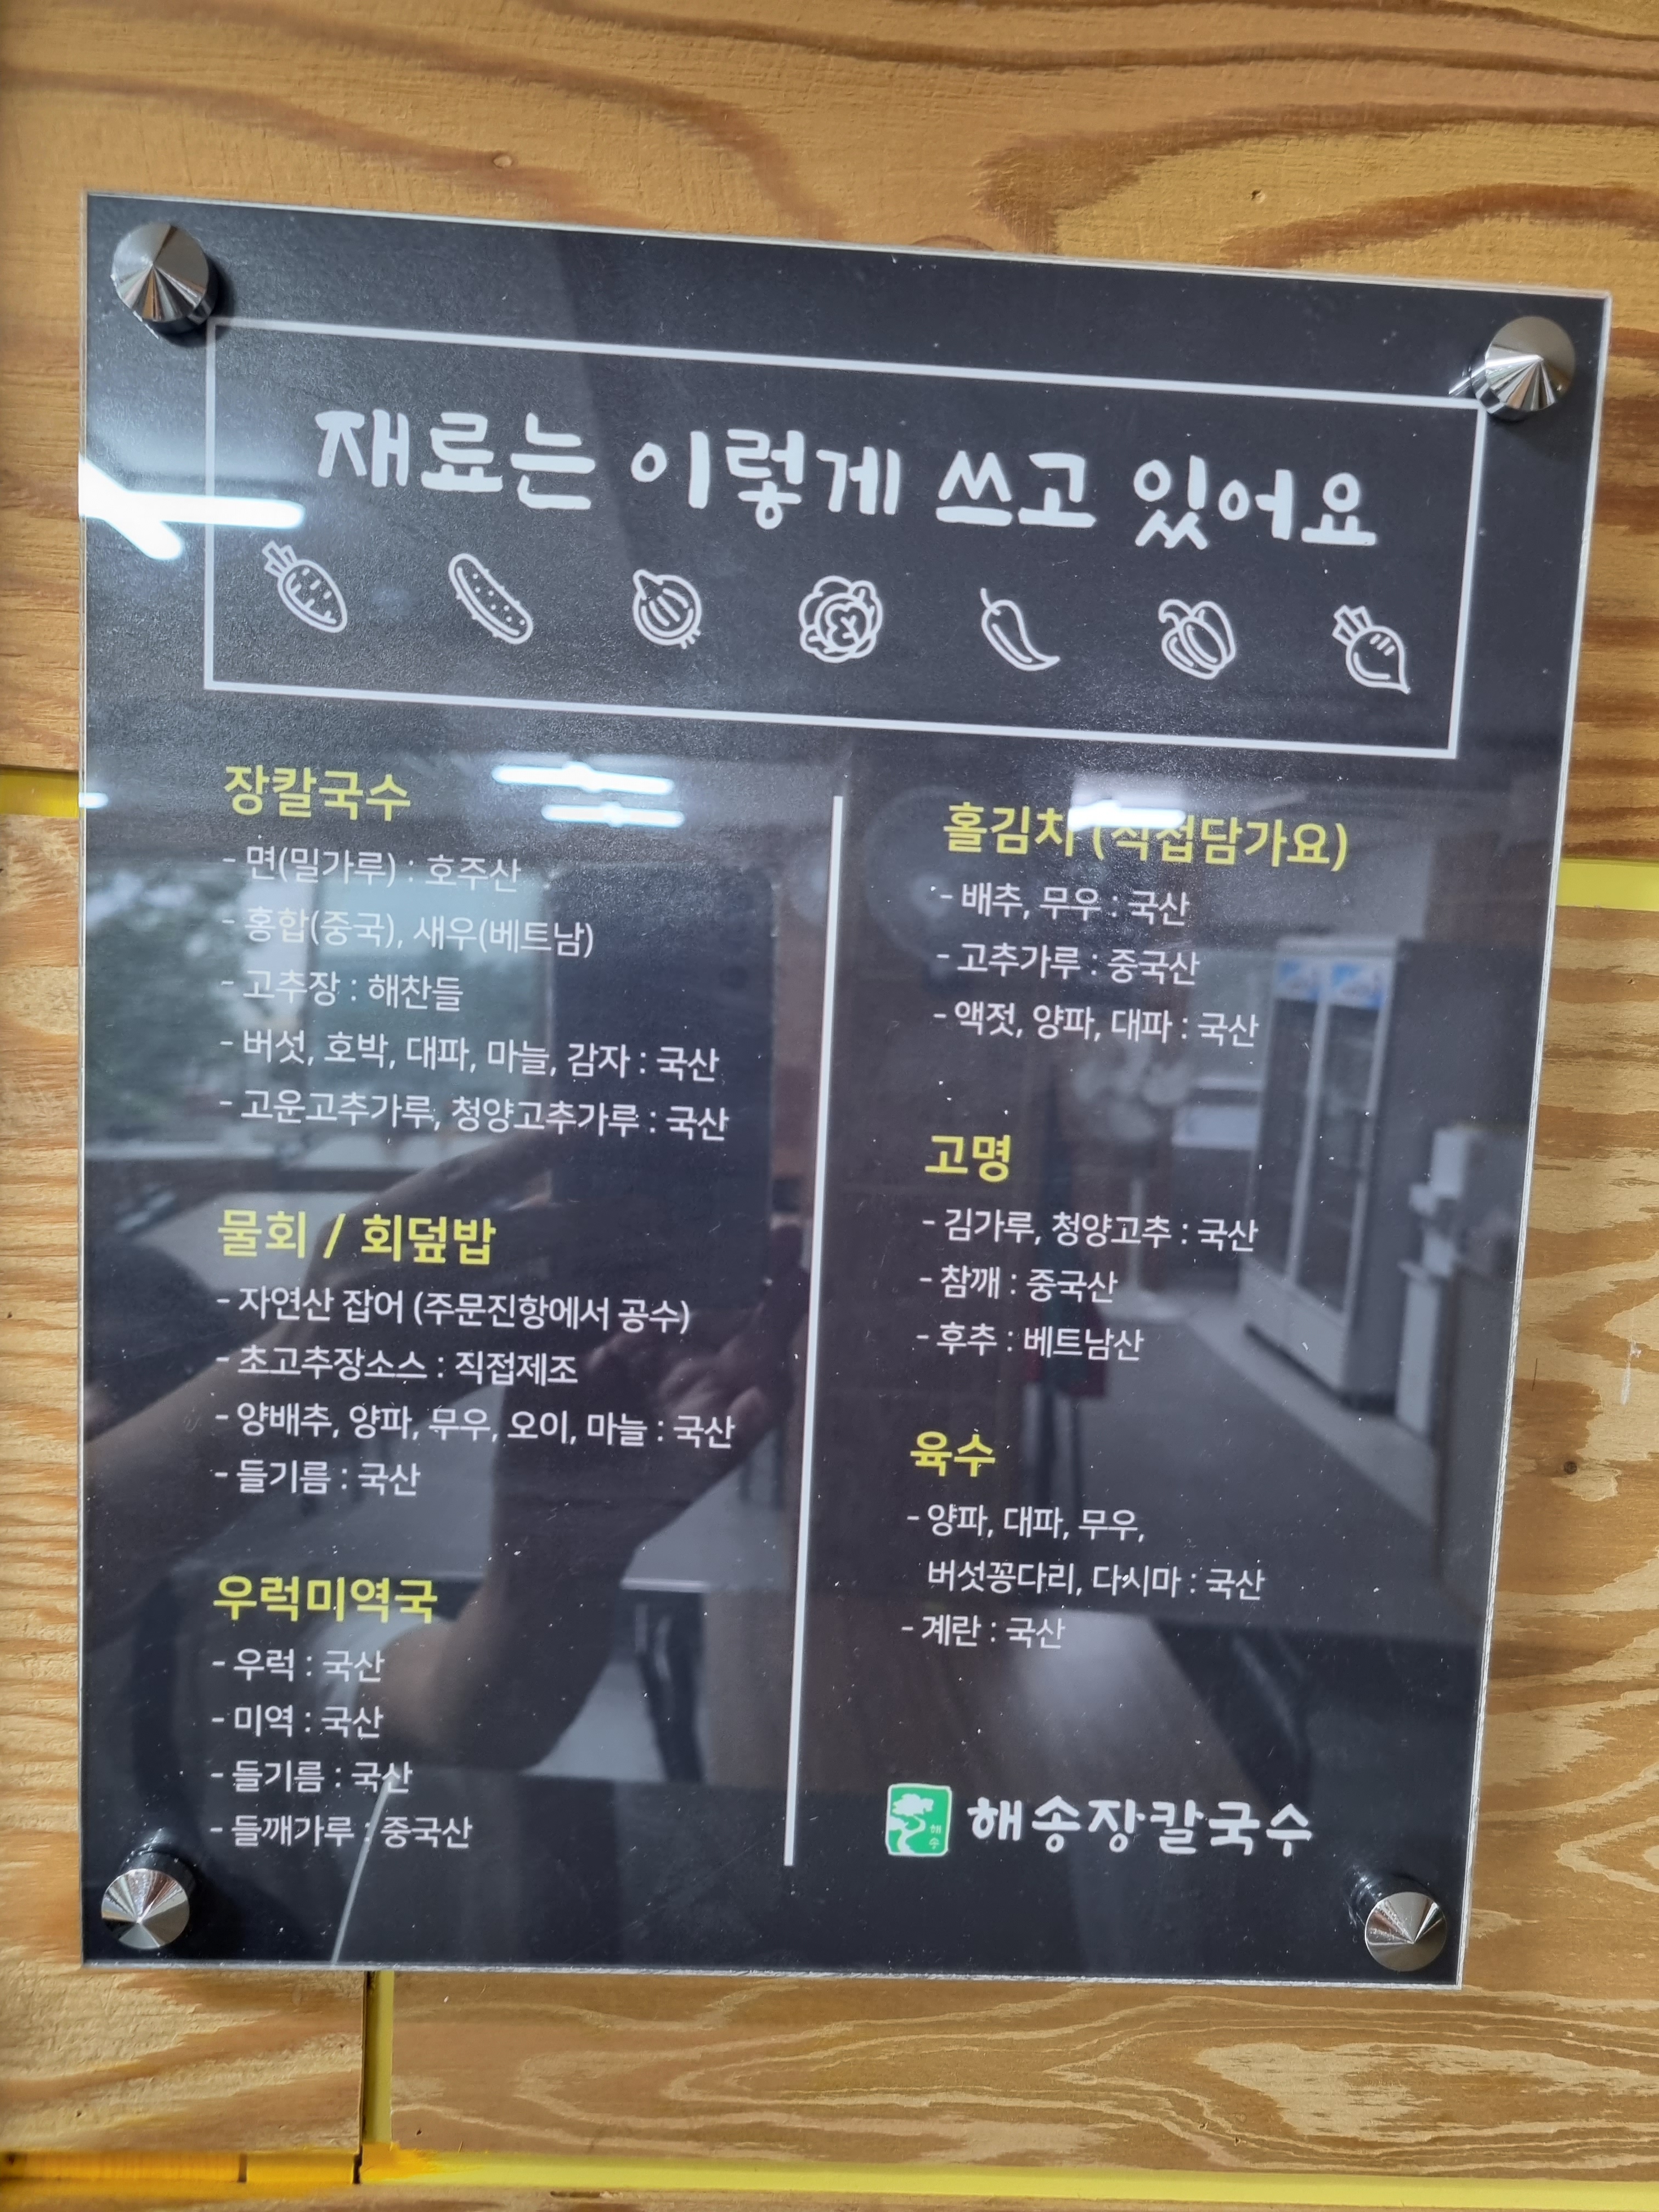 재료는 이렇게 쓰고 있어요
장칼국수
- 면(밀가루) : 호주산
- 홍합(중국), 새우(베트남)
- 고추장 : 해찬들
- 버섯, 호박, 대파, 마늘, 감자 : 국산
- 고운고추가루, 청양고추가루 : 국산
물회 / 회덮밥
- 자연산 잡어 (주문진항에서 공수)
- 초고추장소스 : 직접제조
- 양배추, 양파, 무우, 오이, 마늘 : 국산
- 들기름 : 국산
우럭미역국
- 우럭 : 국산
- 미역 : 국산
- 들기름 : 국산
- 들깨가루 : 중국산
홀김치 (직접담가요)
- 배추, 무우 : 국산
- 고추가루 : 중국산
- 액젓, 양파, 대파 : 국산
고명
- 김가루, 청양고추 : 국산
- 참깨 : 중국산
- 후추 : 베트남산
육수
- 양파, 대파, 무우,
버섯꽁다리, 다시마 : 국산
- 계란 : 국산
해송장칼국수